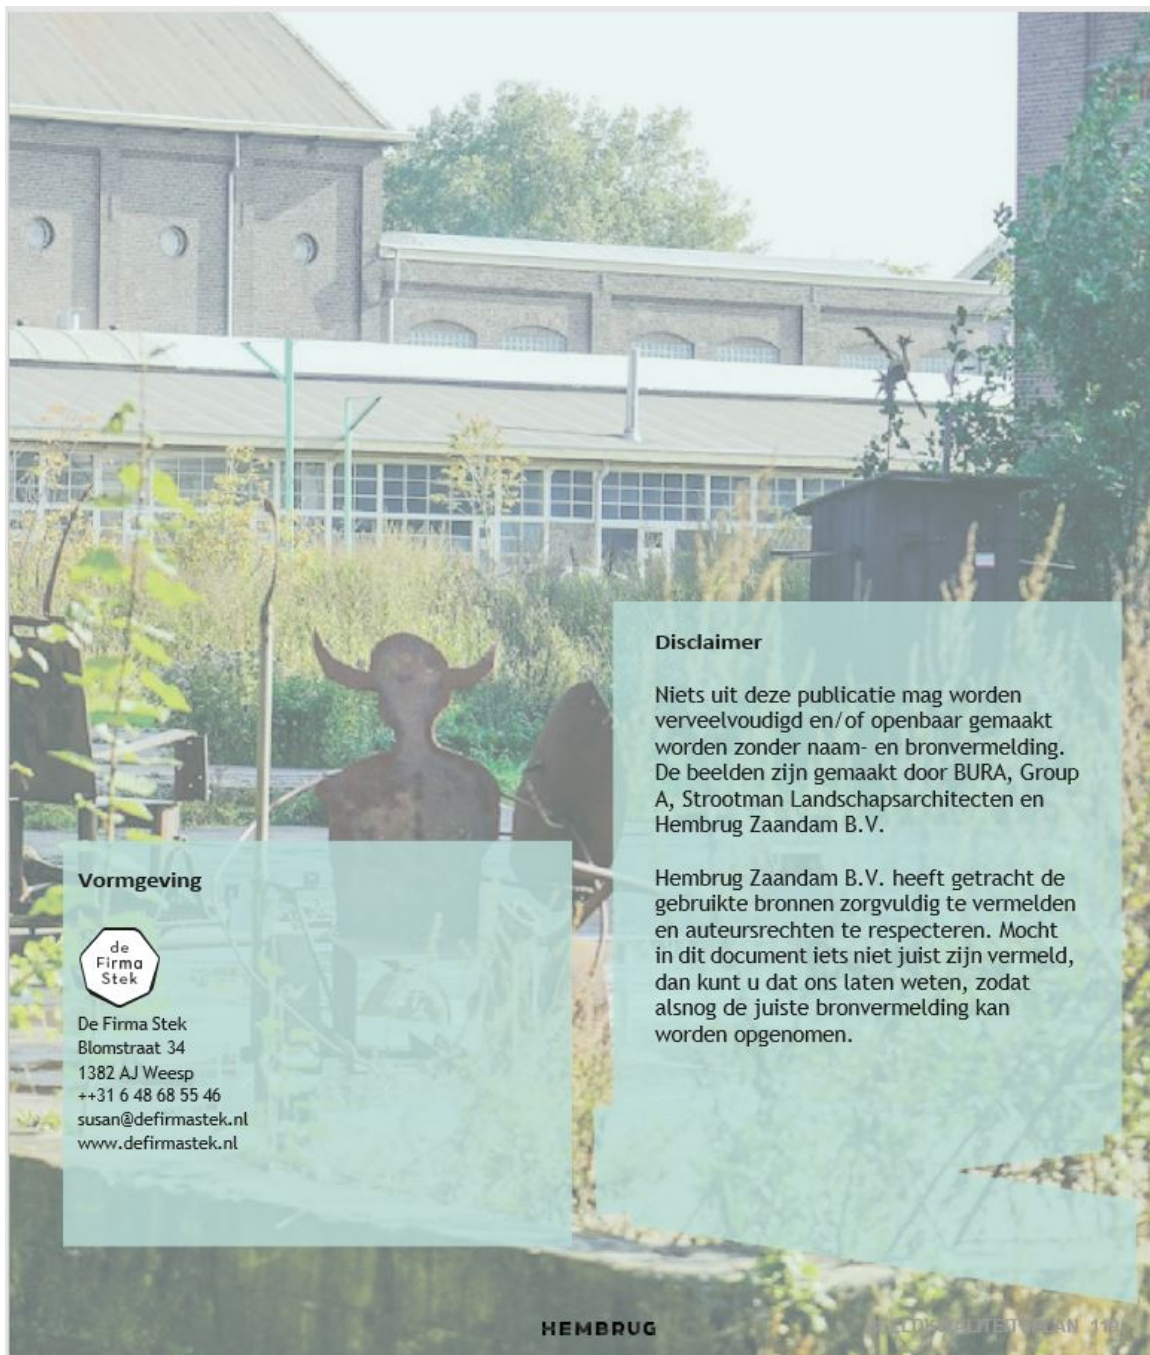 Disclaimer
Niets uit deze publicatie mag worden
verveelvoudigd en/of openbaar gemaakt
worden zonder naam- en bronvermelding.
De beelden zijn gemaakt door BURA, Group
A, Strootman Landschapsarchitecten en
Hembrug Zaandam B.V.
Hembrug Zaandam B.V. heeft getracht de
gebruikte bronnen zorgvuldig te vermelden
en auteursrechten te respecteren. Mocht
in dit document iets niet juist zijn vermeld,
dan kunt u dat ons laten weten, zodat
alsnog de juiste bronvermelding kan
worden opgenomen.
Vormgeving
de
Firma
Stek
De Firma Stek
Blomstraat 34
1382 AJ Weesp
++31 6 48 68 55 46
susan@defirmastek.nl
www.defirmastek.nl
HEMBRUG